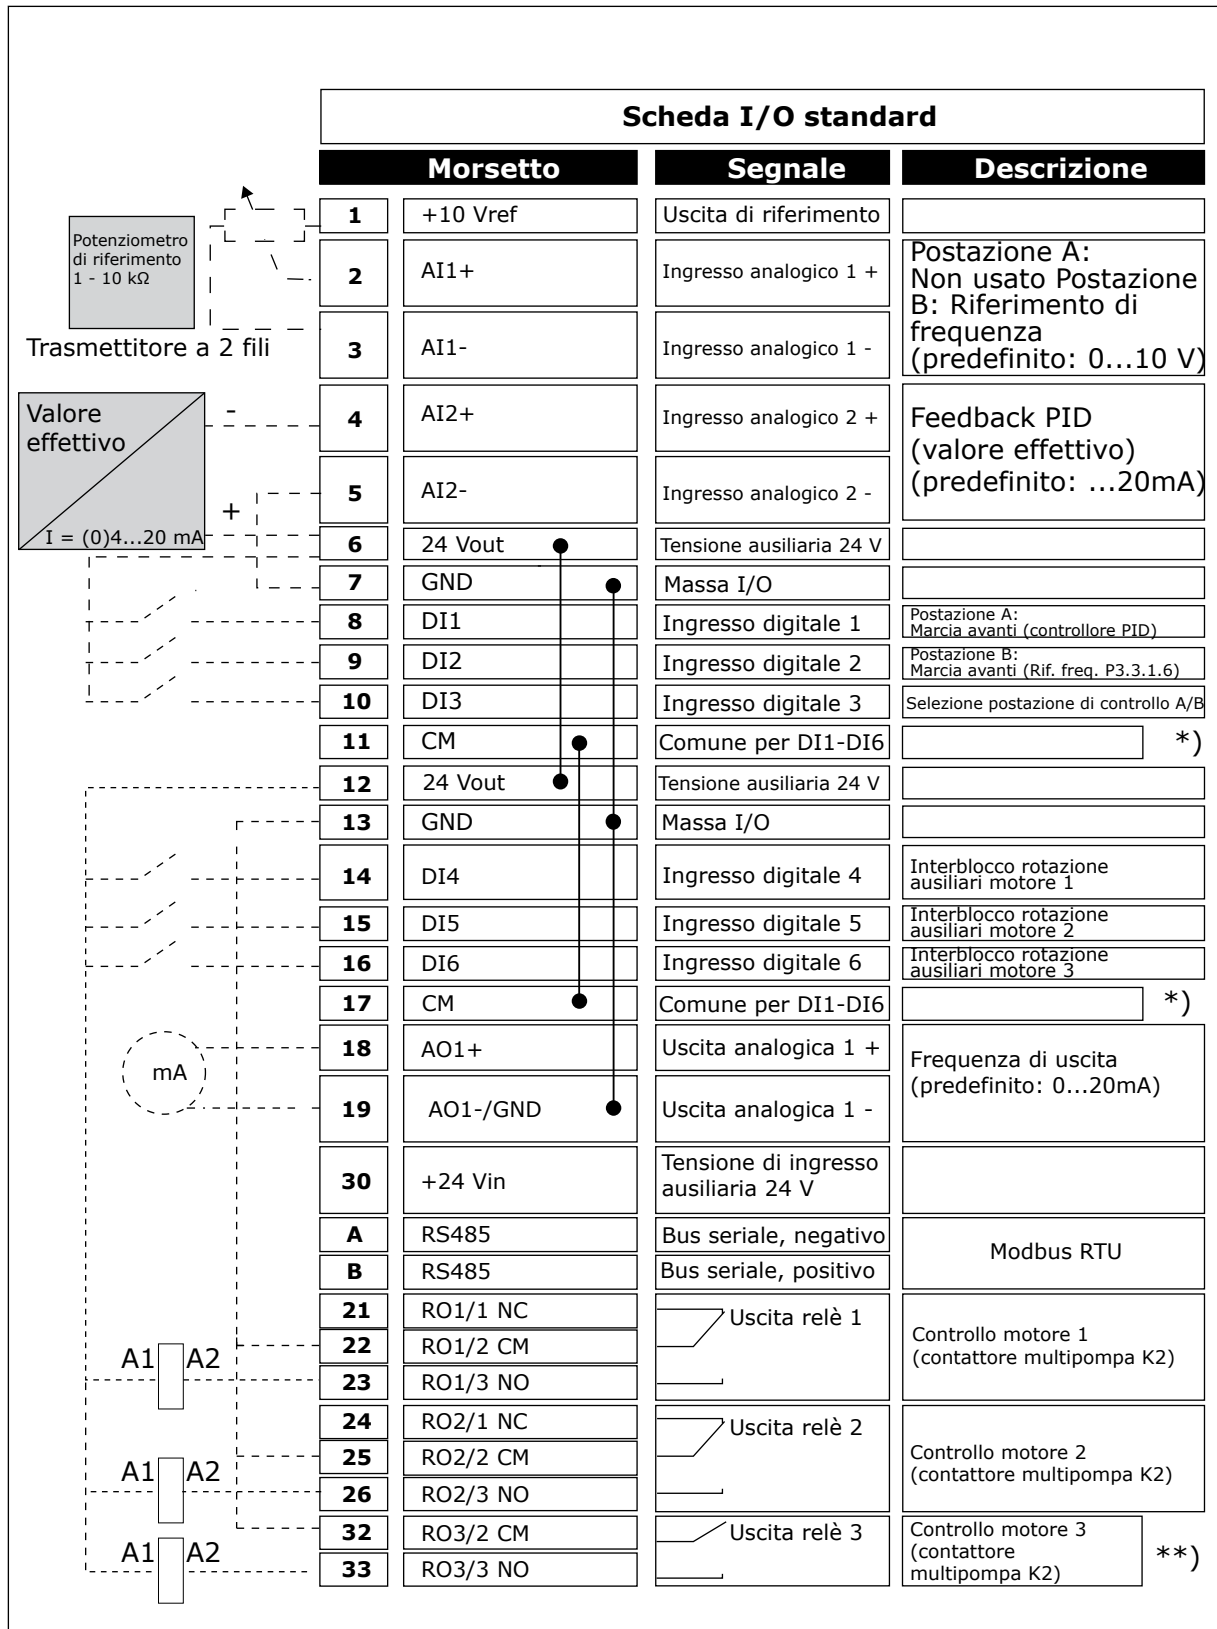 Scheda I/O standard
Morsetto Segnale Descrizione
Potenziometro
di riferimento
1 - 10 kΩ
Trasmettitore a 2 fili
Valore
effettivo
-
+
I = (0)4...20 mA
1 +10 Vref Uscita di riferimento
2 AI1+ Ingresso analogico 1 +
Postazione A:
Non usato Postazione
B: Riferimento di
frequenza
(predefinito: 0...10 V)
3 AI1- Ingresso analogico 1 -
4 AI2+ Ingresso analogico 2 +
Feedback PID
(valore effettivo)
(predefinito: ...20mA)
5 AI2- Ingresso analogico 2 -
6 24 Vout Tensione ausiliaria 24 V
7 GND Massa I/O
8 DI1 Ingresso digitale 1
Postazione A:
Marcia avanti (controllore PID)
9 DI2 Ingresso digitale 2
Postazione B:
Marcia avanti (Rif. freq. P3.3.1.6)
10 DI3 Ingresso digitale 3 Selezione postazione di controllo A/B
11 CM Comune per DI1-DI6 *)
12 24 Vout Tensione ausiliaria 24 V
13 GND Massa I/O
14 DI4 Ingresso digitale 4
Interblocco rotazione
ausiliari motore 1
15 DI5 Ingresso digitale 5
Interblocco rotazione
ausiliari motore 2
16 DI6 Ingresso digitale 6
Interblocco rotazione
ausiliari motore 3
17 CM Comune per DI1-DI6 *)
mA
18 AO1+ Uscita analogica 1 +
Frequenza di uscita
(predefinito: 0...20mA)
19 AO1-/GND Uscita analogica 1 -
30 +24 Vin
Tensione di ingresso
ausiliaria 24 V
A RS485 Bus seriale, negativo
Modbus RTU
B RS485 Bus seriale, positivo
21 RO1/1 NC Uscita relè 1
22 RO1/2 CM
Controllo motore 1
(contattore multipompa K2)
A1 A2
23 RO1/3 NO
24 RO2/1 NC Uscita relè 2
25 RO2/2 CM
Controllo motore 2
(contattore multipompa K2)
A1 A2
26 RO2/3 NO
32 RO3/2 CM Uscita relè 3
Controllo motore 3
(contattore
multipompa K2)
**)
A1 A2
33 RO3/3 NO